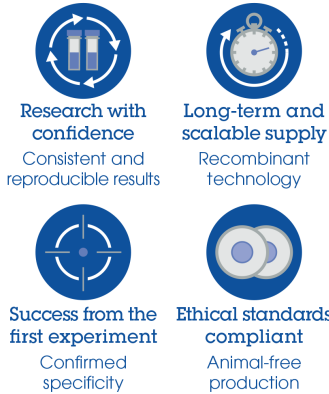 Research with
confidence
Consistent and
reproducible results
Long-term and
scalable supply
Recombinant
technology
Success from the
first experiment
Confirmed
specificity
Ethical standards
compliant
Animal-free
production